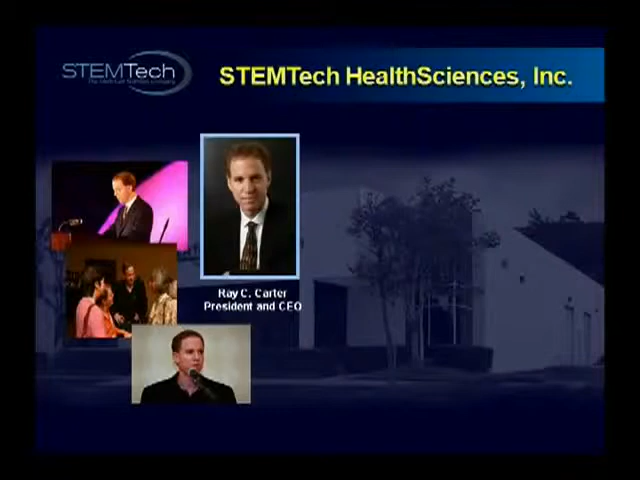 STEMTech
STEMTech HealthSciences, Inc.
Ray C. Carter
President and CEO